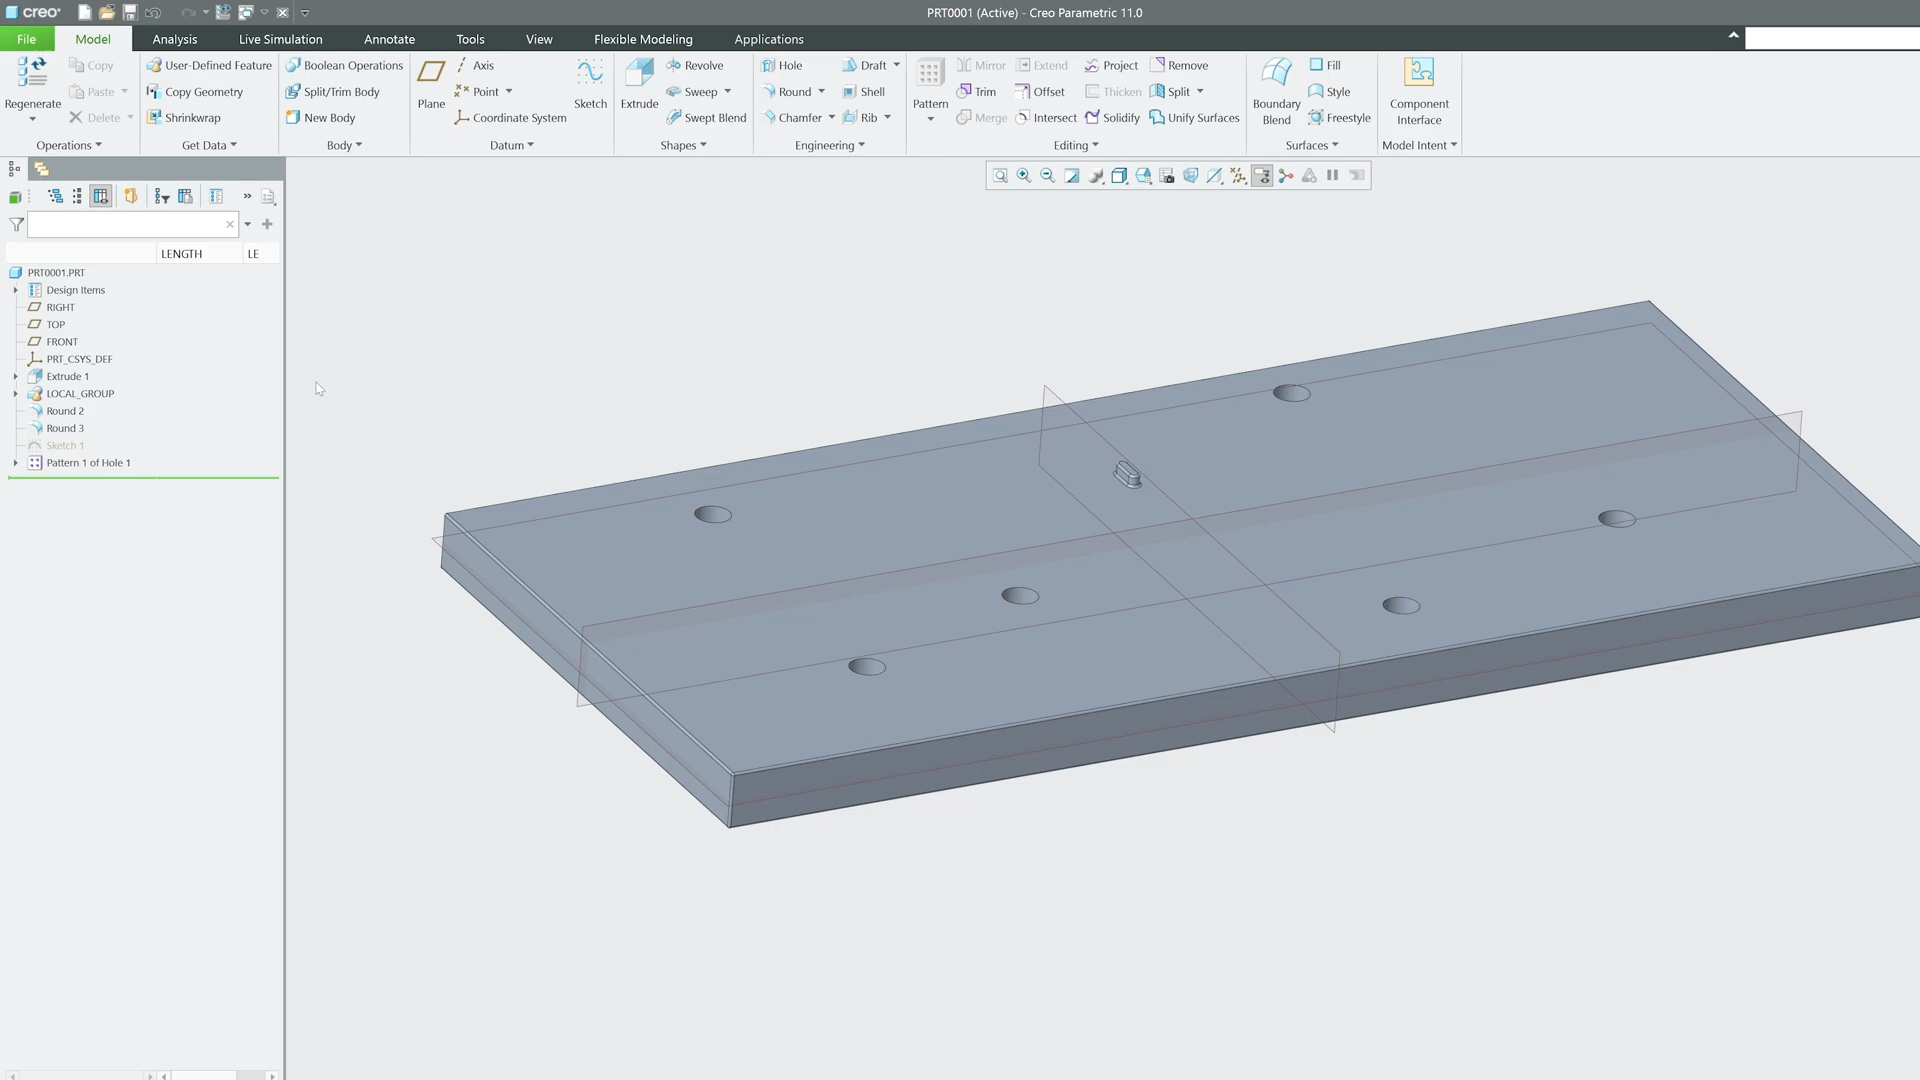 creo
PRT0001 (Active) - Creo Parametric 11.0
File Model Analysis Live Simulation Annotate Tools View Flexible Modeling Applications
Regenerate
Copy
Paste
Delete
Operations
User-Defined Feature
Copy Geometry
Shrinkwrap
Get Data
Boolean Operations
Split/Trim Body
New Body
Body
Plane
Axis
Point
Coordinate System
Sketch
Datum
Extrude
Revolve
Sweep
Swept Blend
Shapes
Hole
Round
Chamfer
Draft
Shell
Rib
Engineering
Pattern
Mirror
Trim
Merge
Extend
Offset
Intersect
Project
Thicken
Solidify
Remove
Split
Unify Surfaces
Editing
Boundary
Blend
Fill
Style
Freestyle
Surfaces
Component
Interface
Model Intent
LENGTH LE
PRT0001.PRT
Design Items
RIGHT
TOP
FRONT
PRT_CSYS_DEF
Extrude 1
LOCAL_GROUP
Round 2
Round 3
Sketch 1
Pattern 1 of Hole 1